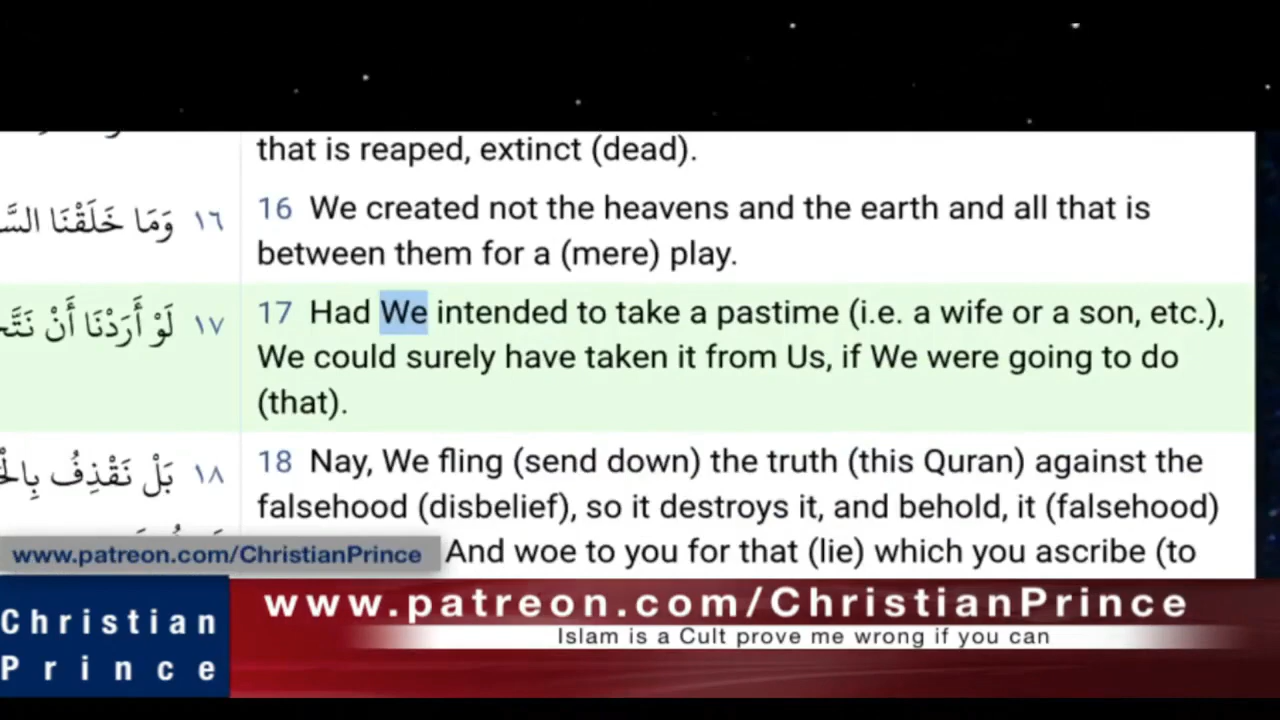 that is reaped, extinct (dead).
١٦ وَمَا خَلَقْنَا
16 We created not the heavens and the earth and all that is
between them for a (mere) play.
١٧ لَوْ أَرَدْنَا أَنْ
17 Had We intended to take a pastime (i.e. a wife or a son, etc.),
We could surely have taken it from Us, if We were going to do
(that).
١٨ بَلْ نَقْذِفُ
18 Nay, We fling (send down) the truth (this Quran) against the
falsehood (disbelief), so it destroys it, and behold, it (falsehood)
And woe to you for that (lie) which you ascribe (to
www.patreon.com/ChristianPrince
Christian
Prince
www.patreon.com/ChristianPrince
Islam is a Cult prove me wrong if you can